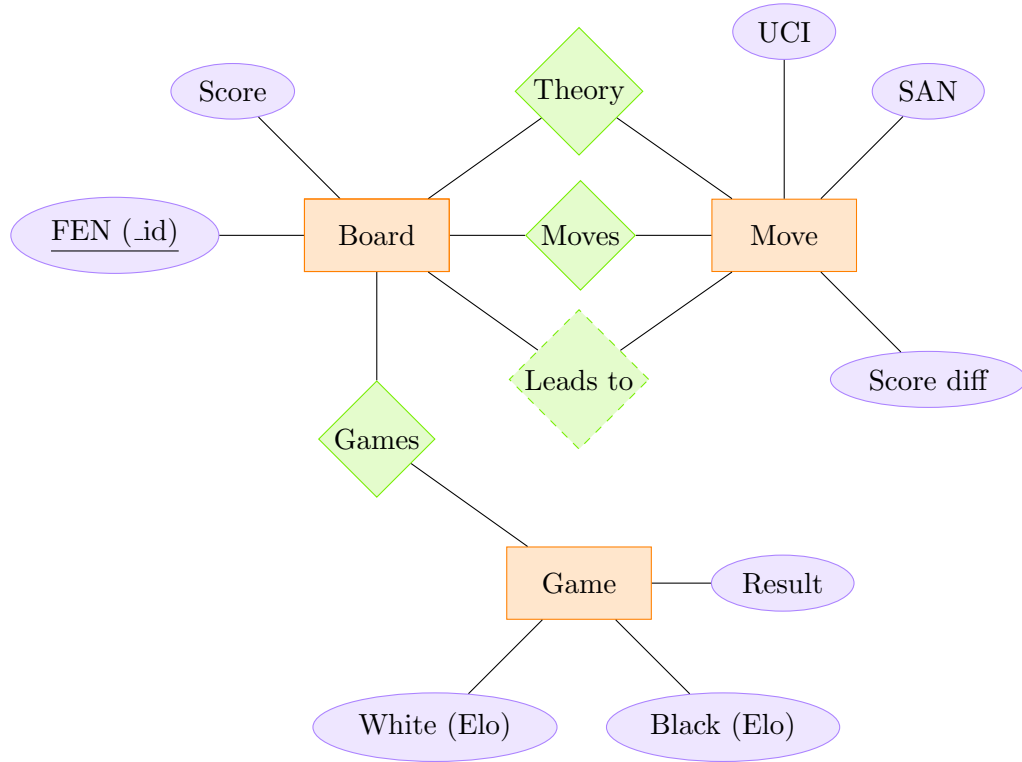 UCI
Score
Theory
SAN
FEN (_id)
Board
Moves
Move
Leads to
Score diff
Games
Game
Result
White (Elo)
Black (Elo)